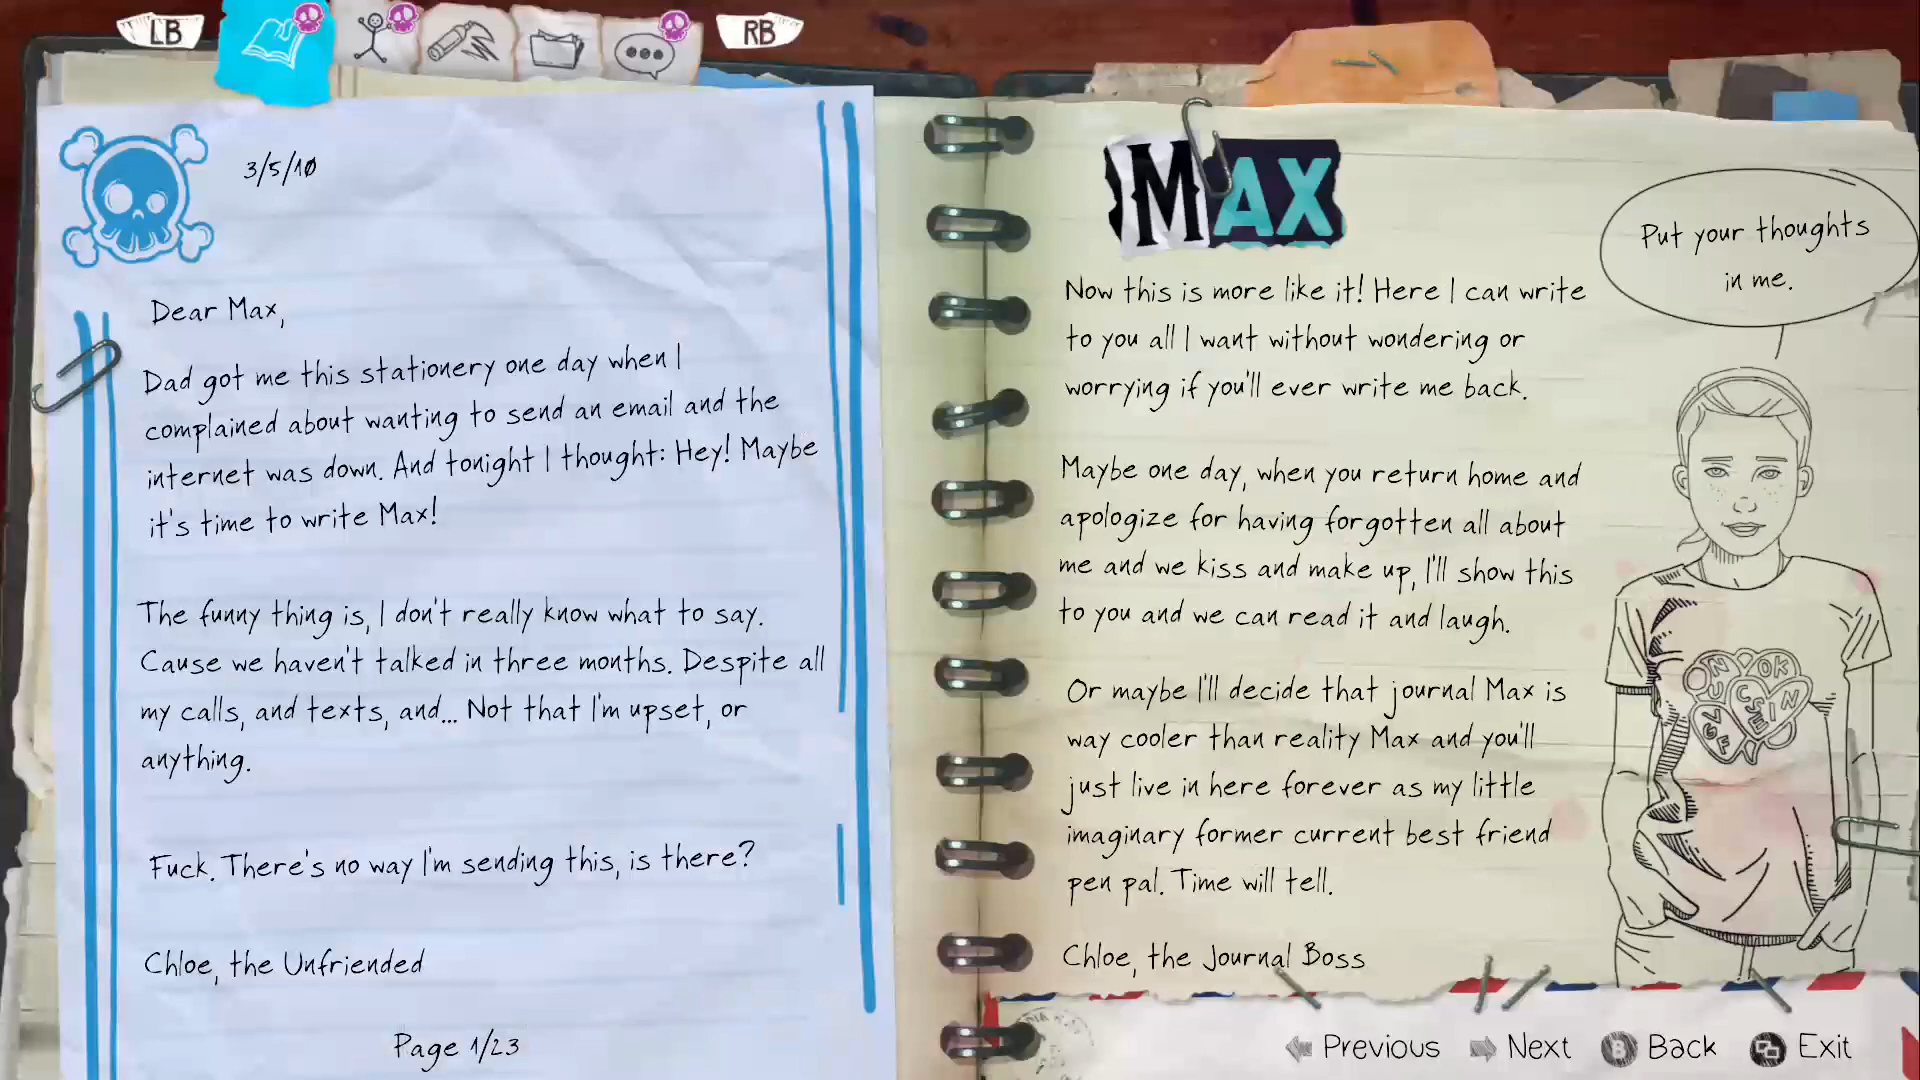 LB
RB
3/5/10
Dear Max,
Dad got me this stationery one day when I
complained about wanting to send an email and the
internet was down. And tonight I thought: Hey! Maybe
it's time to write Max!
The funny thing is, I don't really know what to say.
Cause we haven't talked in three months. Despite all
my calls, and texts, and... Not that I'm upset, or
anything.
Fuck. There's no way I'm sending this, is there?
Chloe, the Unfriended
Page 1/23
MAX
Now this is more like it! Here I can write
to you all I want without wondering or
worrying if you'll ever write me back.
Maybe one day, when you return home and
apologize for having forgotten all about
me and we kiss and make up, I'll show this
to you and we can read it and laugh.
Or maybe I'll decide that journal Max is
way cooler than reality Max and you'll
just live in here forever as my little
imaginary former current best friend
pen pal. Time will tell.
Chloe, the Journal Boss
Put your thoughts
in me.
Previous
Next
B Back
Exit